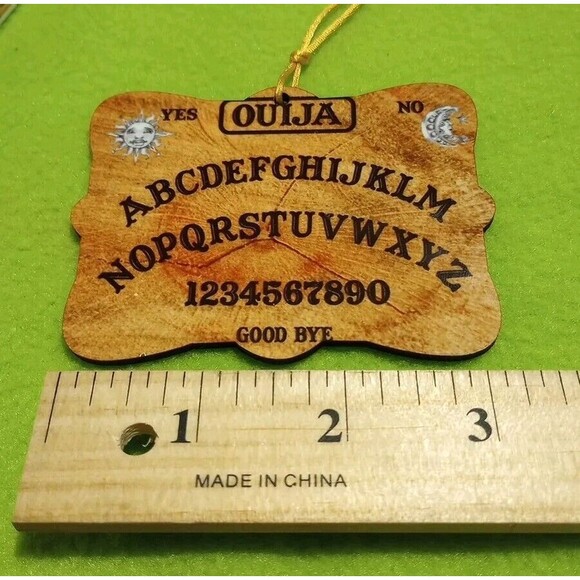 YES OUIJA NO
ABCDEFGHIJKLM
NOPQRSTUVWXYZ
1234567890
GOOD BYE
1 2 3
MADE IN CHINA